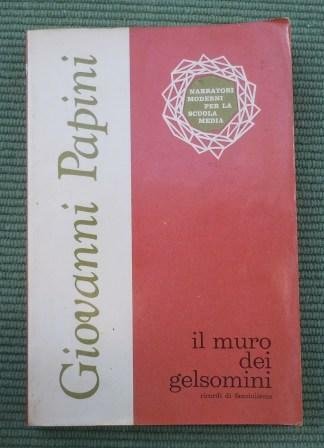 Giovanni Papini
NARRATORI
MODERNI
PER LA
SCUOLA
MEDIA
il muro
dei
gelsomini
ricordi di fanciullezza